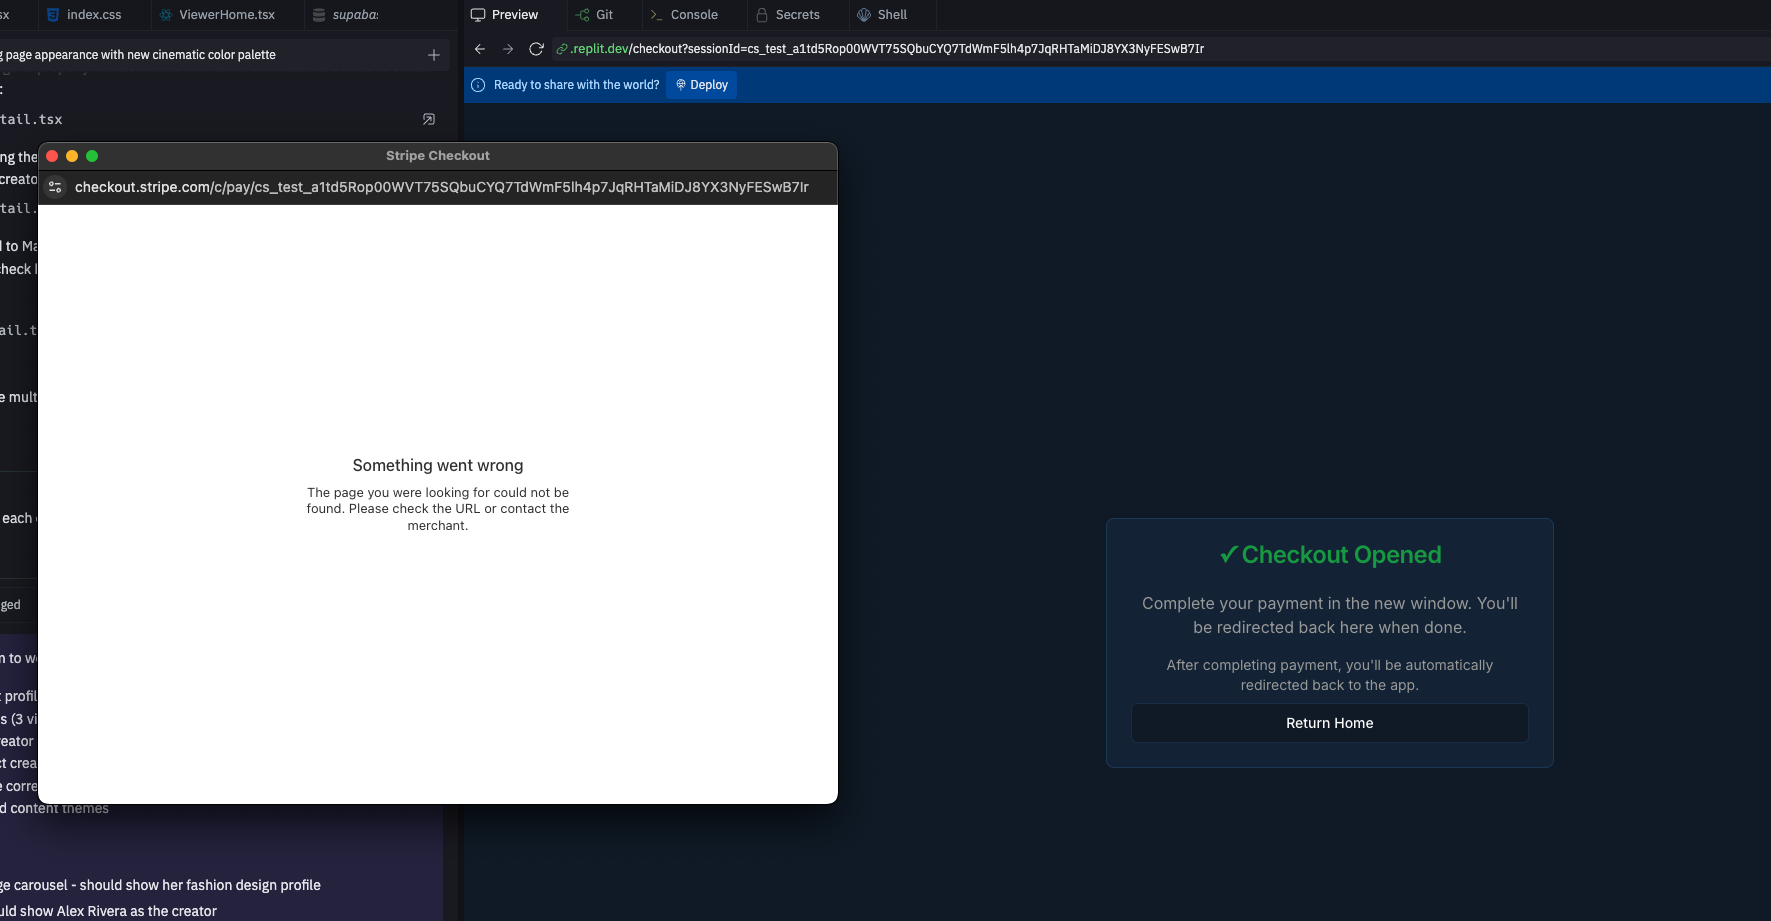 sx
index.css
ViewerHome.tsx
supaba
Preview
Git
Console
Secrets
Shell
g page appearance with new cinematic color palette
.replit.dev/checkout?sessionId=cs_test_a1td5Rop00WVT75SQbuCYQ7TdWmF5lh4p7JqRHTaMiDJ8YX3NyFESwB7Ir
Ready to share with the world?
Deploy
:
tail.tsx
ng the
creato
tail.
to Ma
check
ail.t
e mult
each
ged
n to we
profil
s (3 vi
reator
ct crea
e corre
d content themes
ge carousel - should show her fashion design profile
uld show Alex Rivera as the creator
Stripe Checkout
checkout.stripe.com/c/pay/cs_test_a1td5Rop00WVT75SQbuCYQ7TdWmF5lh4p7JqRHTaMiDJ8YX3NyFESwB7Ir
Something went wrong
The page you were looking for could not be
found. Please check the URL or contact the
merchant.
✓Checkout Opened
Complete your payment in the new window. You'll
be redirected back here when done.
After completing payment, you'll be automatically
redirected back to the app.
Return Home